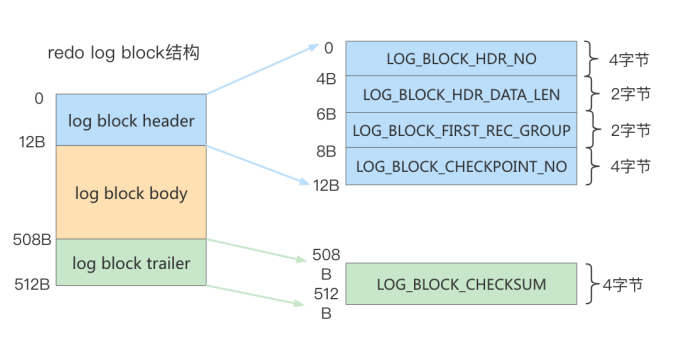 redo log block结构
0
log block header
12B
log block body
508B
log block trailer
512B
0
LOG_BLOCK_HDR_NO
4字节
4B
LOG_BLOCK_HDR_DATA_LEN
2字节
6B
LOG_BLOCK_FIRST_REC_GROUP
2字节
8B
LOG_BLOCK_CHECKPOINT_NO
4字节
12B
508
B
LOG_BLOCK_CHECKSUM
4字节
512
B